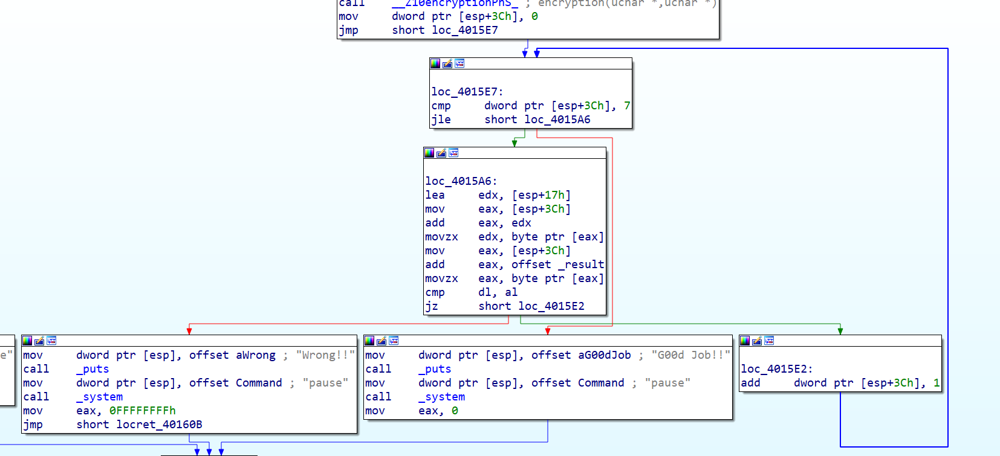 call     __Z10encryptionPhS_ ; encryption(uchar *,uchar *)
mov      dword ptr [esp+3Ch], 0
jmp      short loc_4015E7
loc_4015E7:
cmp     dword ptr [esp+3Ch], 7
jle     short loc_4015A6
loc_4015A6:
lea     edx, [esp+17h]
mov     eax, [esp+3Ch]
add     eax, edx
movzx   edx, byte ptr [eax]
mov     eax, [esp+3Ch]
add     eax, offset _result
movzx   eax, byte ptr [eax]
cmp     dl, al
jz      short loc_4015E2
e"
mov     dword ptr [esp], offset aWrong ; "Wrong!!"
call    _puts
mov     dword ptr [esp], offset Command ; "pause"
call    _system
mov     eax, 0FFFFFFFFh
jmp     short locret_40160B
mov     dword ptr [esp], offset aG00dJob ; "G00d Job!!"
call    _puts
mov     dword ptr [esp], offset Command ; "pause"
call    _system
mov     eax, 0
loc_4015E2:
add     dword ptr [esp+3Ch], 1